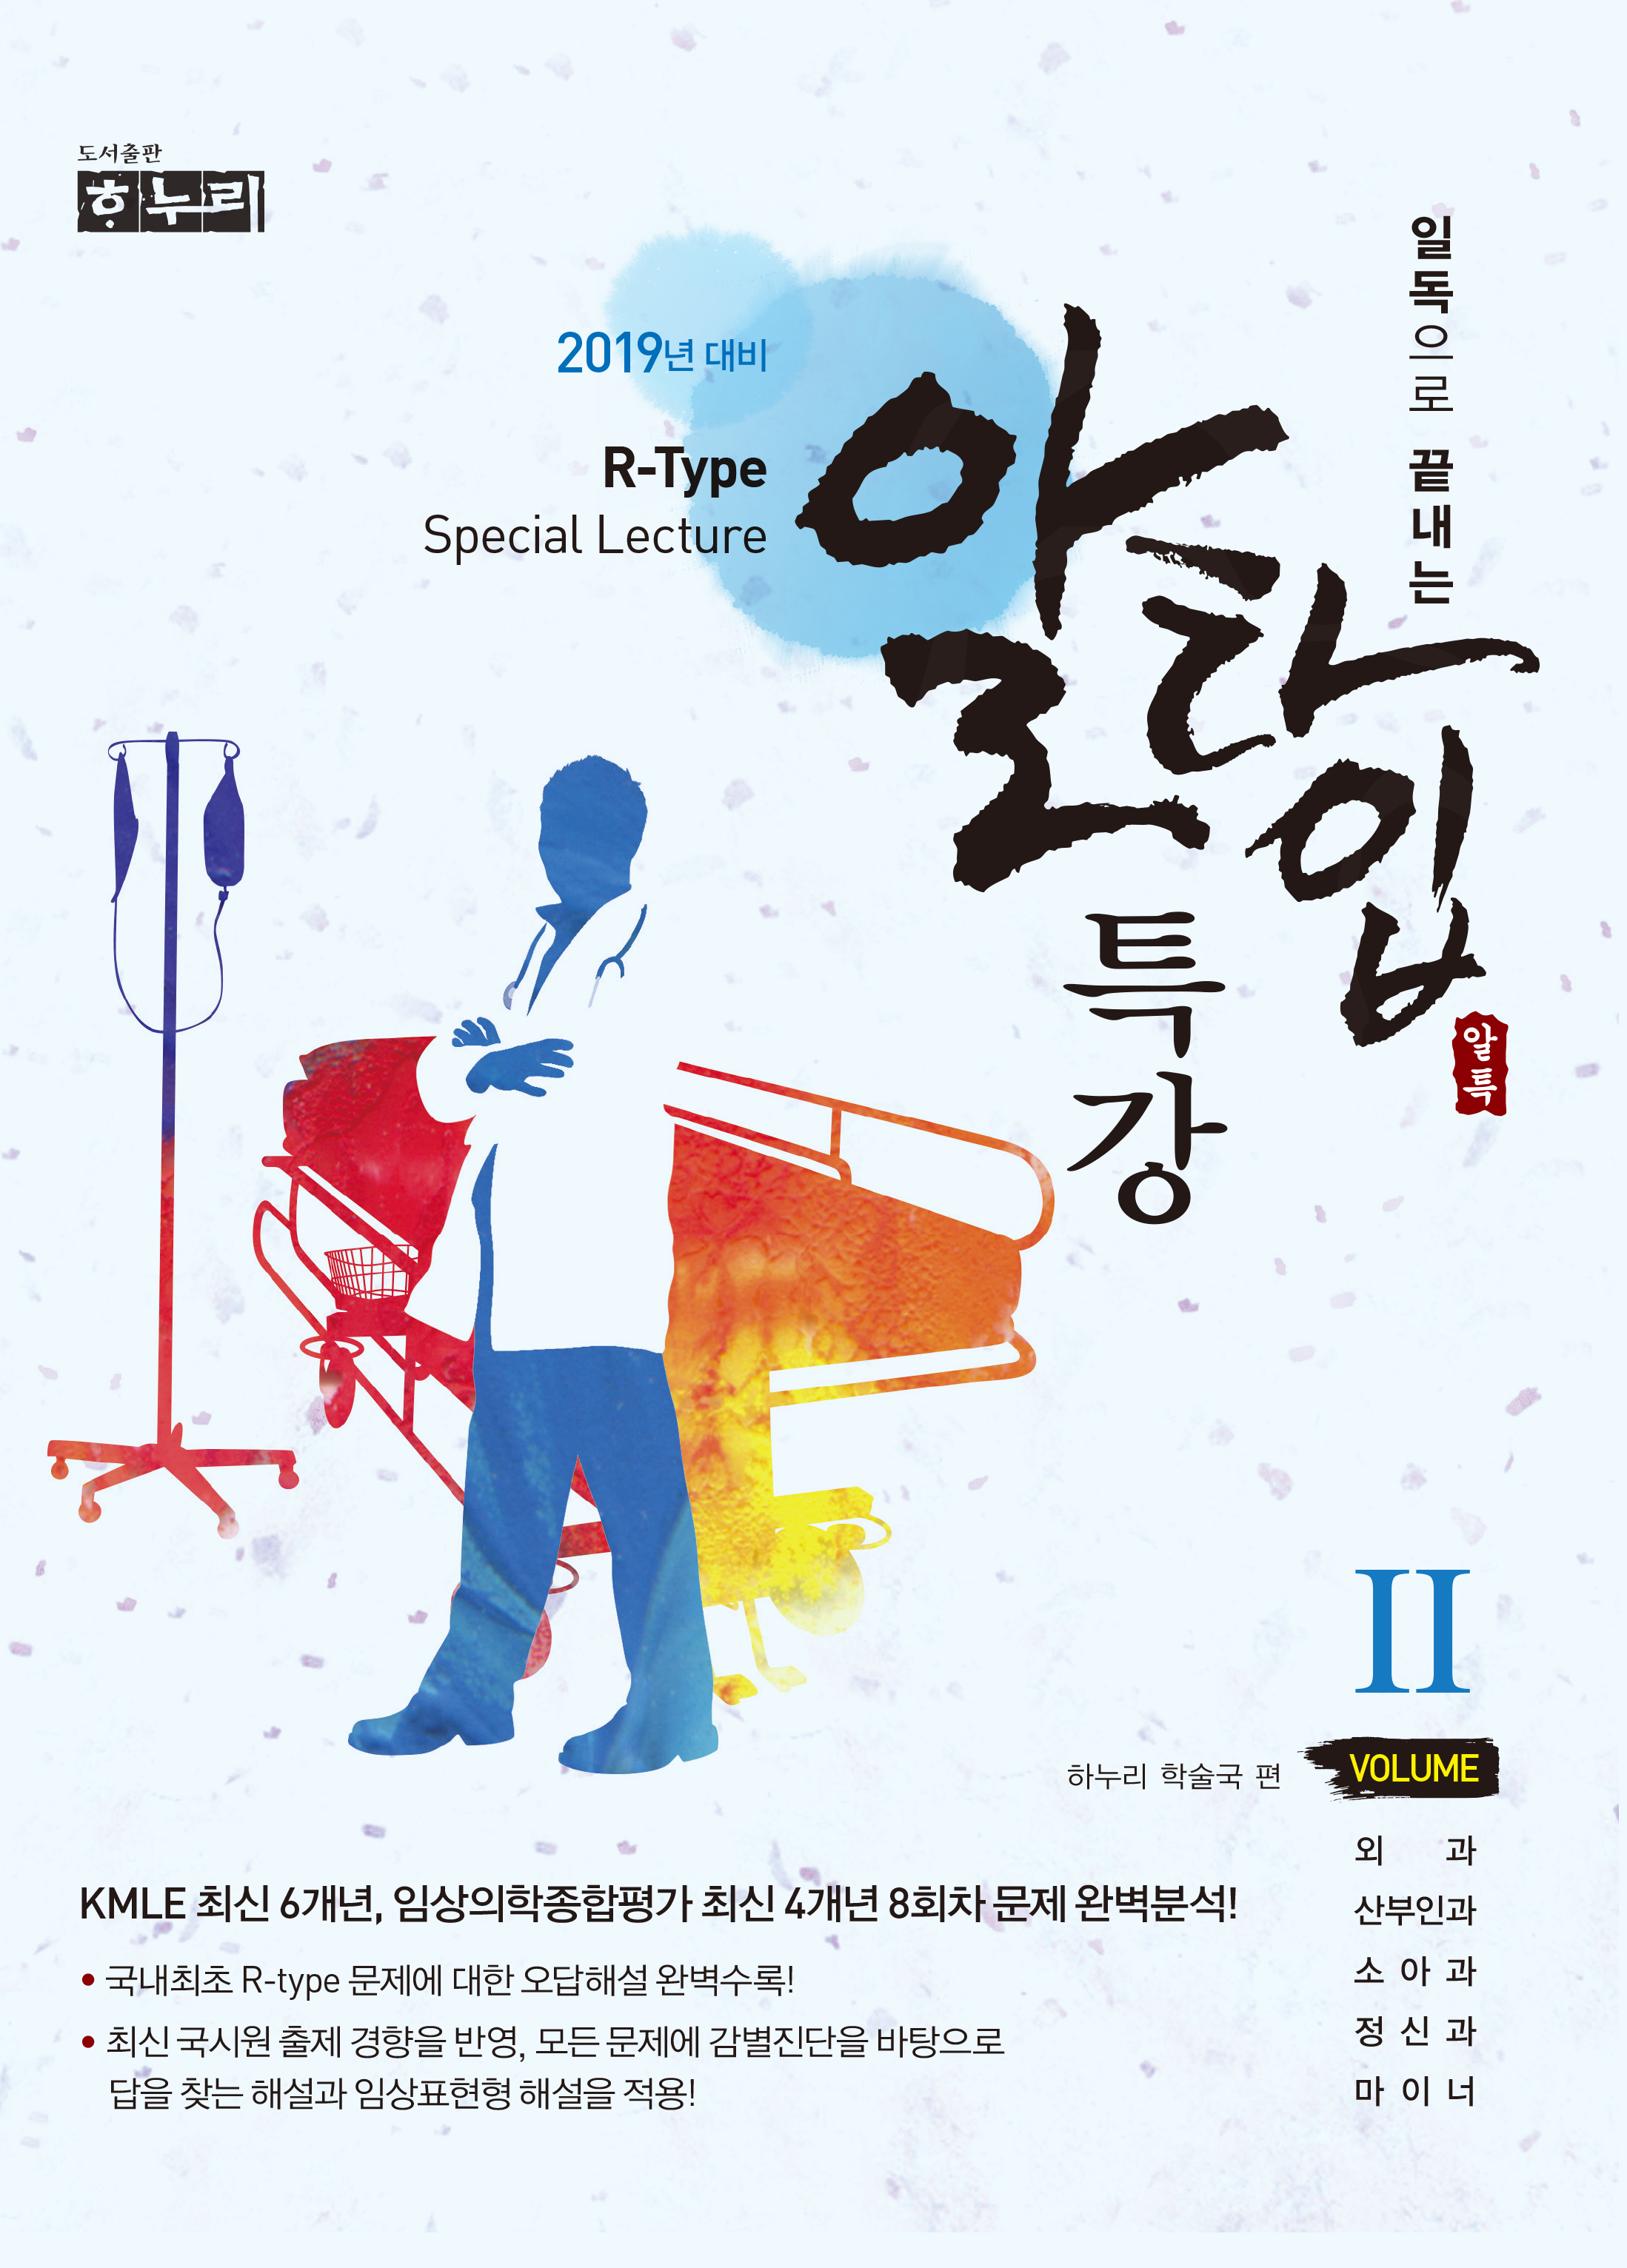 도서출판
하누리
일독으로 끝내는
2019년 대비
R-Type
Special Lecture
알타입
특강
알특
II
VOLUME
하누리 학술국 편
외 과
산부인과
소 아 과
정 신 과
마 이 너
KMLE 최신 6개년, 임상의학종합평가 최신 4개년 8회차 문제 완벽분석!
• 국내최초 R-type 문제에 대한 오답해설 완벽수록!
• 최신 국시원 출제 경향을 반영, 모든 문제에 감별진단을 바탕으로
답을 찾는 해설과 임상표현형 해설을 적용!